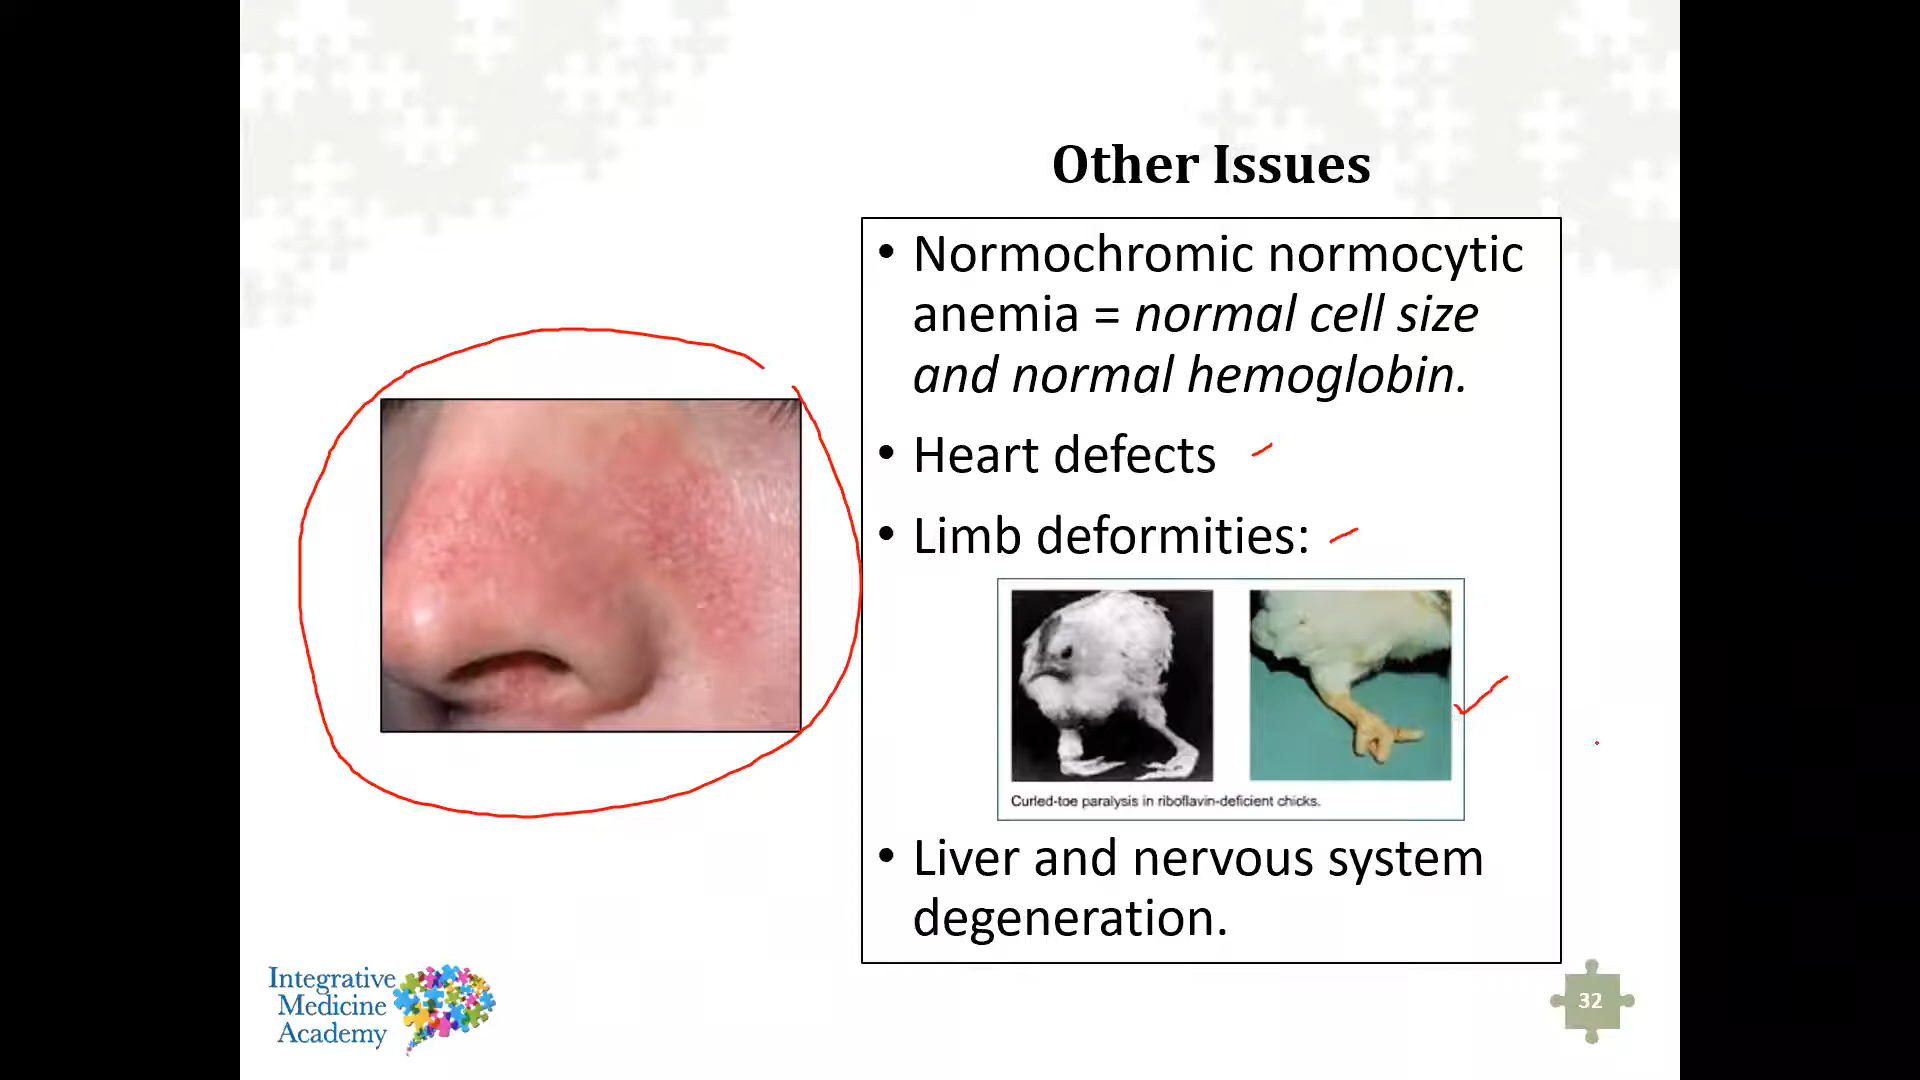 Other Issues
• Normochromic normocytic
anemia = normal cell size
and normal hemoglobin.
• Heart defects
• Limb deformities:
Curled-toe paralysis in riboflavin-deficient chicks.
• Liver and nervous system
degeneration.
Integrative
Medicine
Academy
32